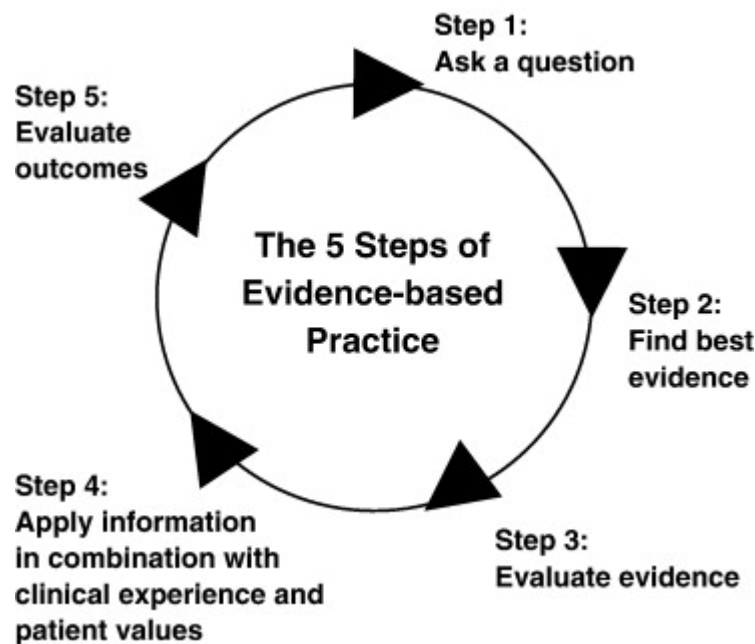 Step 1:
Ask a question
Step 5:
Evaluate
outcomes
The 5 Steps of
Evidence-based
Practice
Step 2:
Find best
evidence
Step 4:
Apply information
in combination with
clinical experience and
patient values
Step 3:
Evaluate evidence